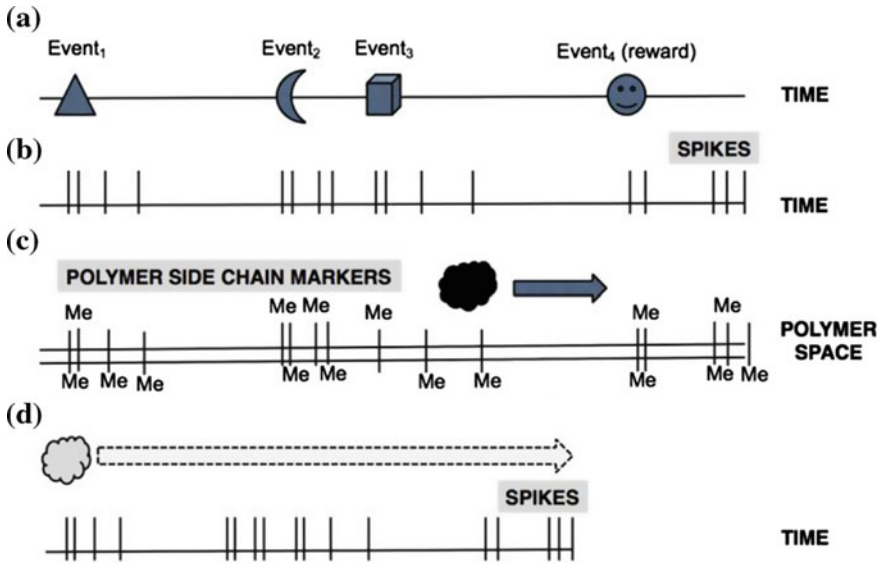 (a)
Event₁ Event₂ Event₃ Event₄ (reward)
TIME
(b)
SPIKES
TIME
(c)
POLYMER SIDE CHAIN MARKERS
Me Me Me Me Me Me
POLYMER
SPACE
Me Me Me Me Me Me Me Me Me Me
(d)
SPIKES
TIME